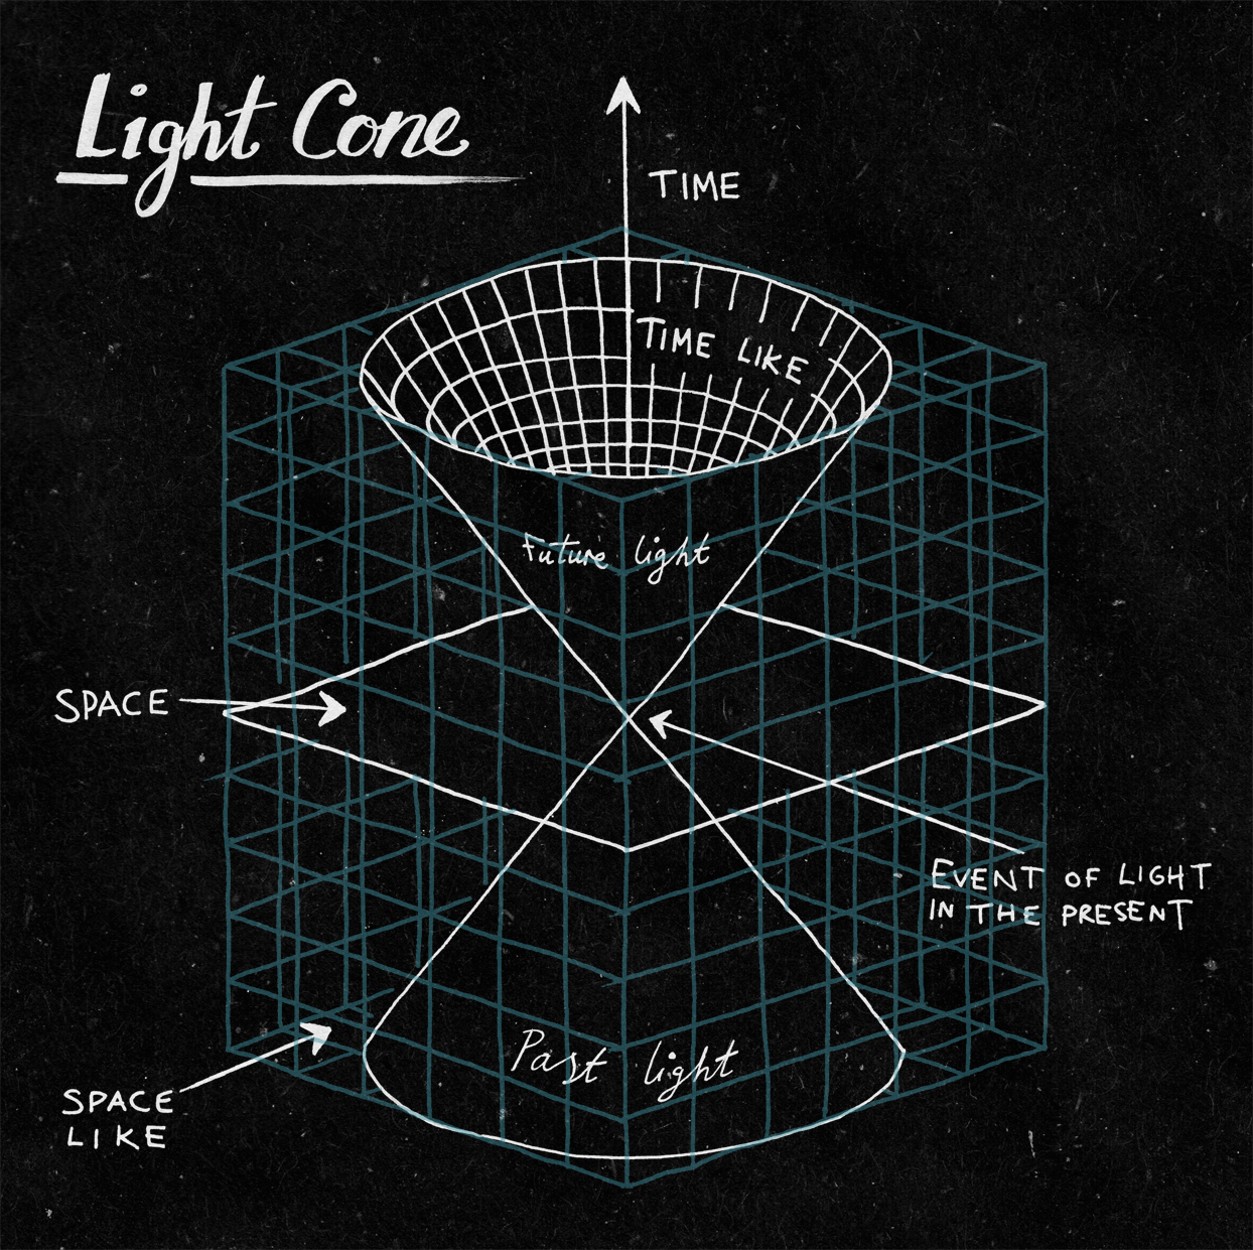 Light Cone
TIME
TIME LIKE
Future light
SPACE
EVENT OF LIGHT
IN THE PRESENT
Past light
SPACE
LIKE